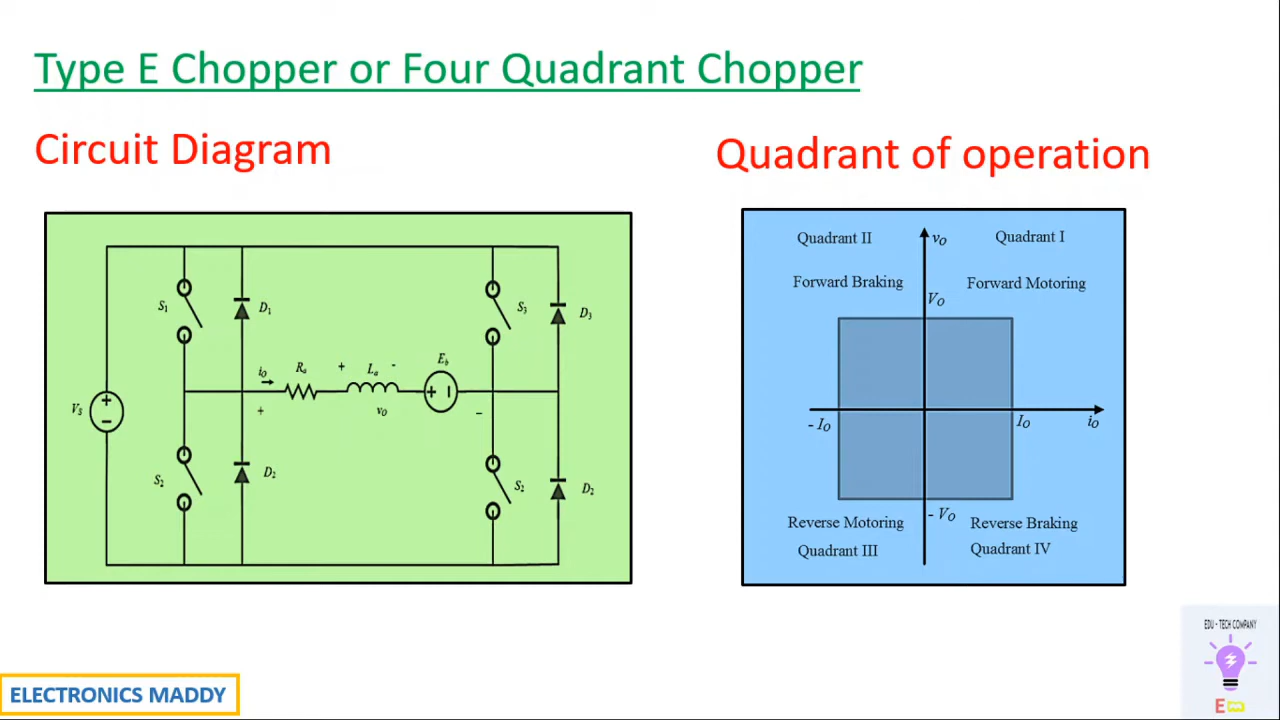 Type E Chopper or Four Quadrant Chopper
Circuit Diagram
Quadrant of operation
S1
D1
S3
D3
VS
iO
Ra
+
La
-
Eb
+
vO
-
S2
D2
S2
D2
Quadrant II
vO
Quadrant I
Forward Braking
Forward Motoring
VO
- IO
IO
iO
- VO
Reverse Motoring
Reverse Braking
Quadrant III
Quadrant IV
EDU - TECH COMPANY
ELECTRONICS MADDY
Em